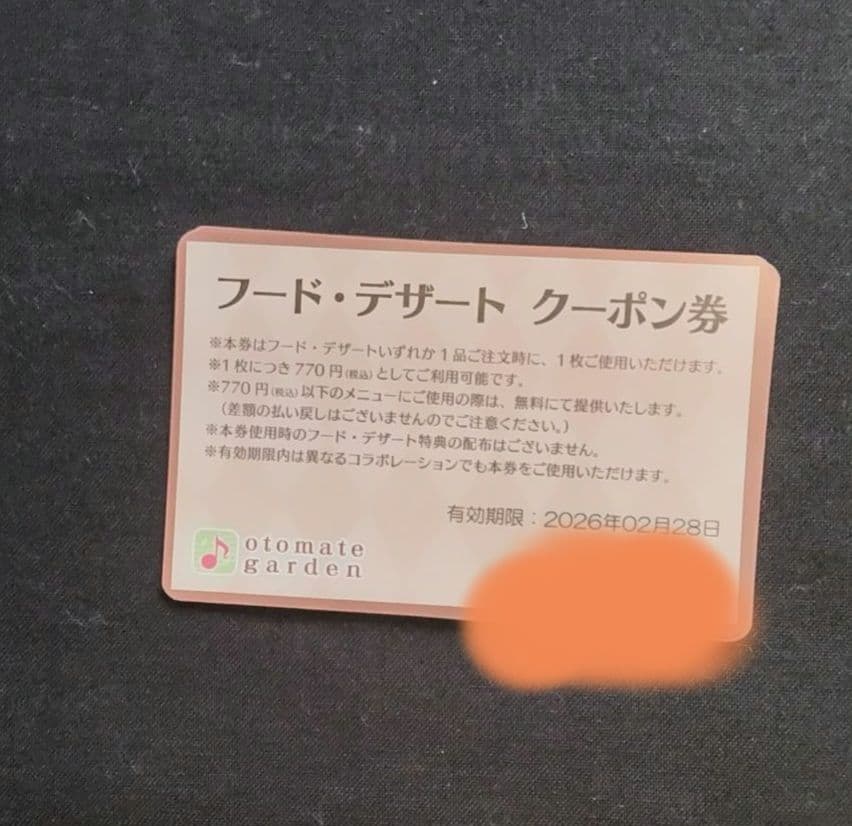 フード・デザート クーポン券
※本券はフード・デザートいずれか1品ご注文時に、1枚ご使用いただけます。
※1枚につき770円(税込)としてご利用可能です。
※770円(税込)以下のメニューにご使用の際は、無料にて提供いたします。
(差額の払い戻しはございませんのでご注意ください。)
※本券使用時のフード・デザート特典の配布はございません。
※有効期限内は異なるコラボレーションでも本券をご使用いただけます。
有効期限：2026年02月28日
otomate
garden